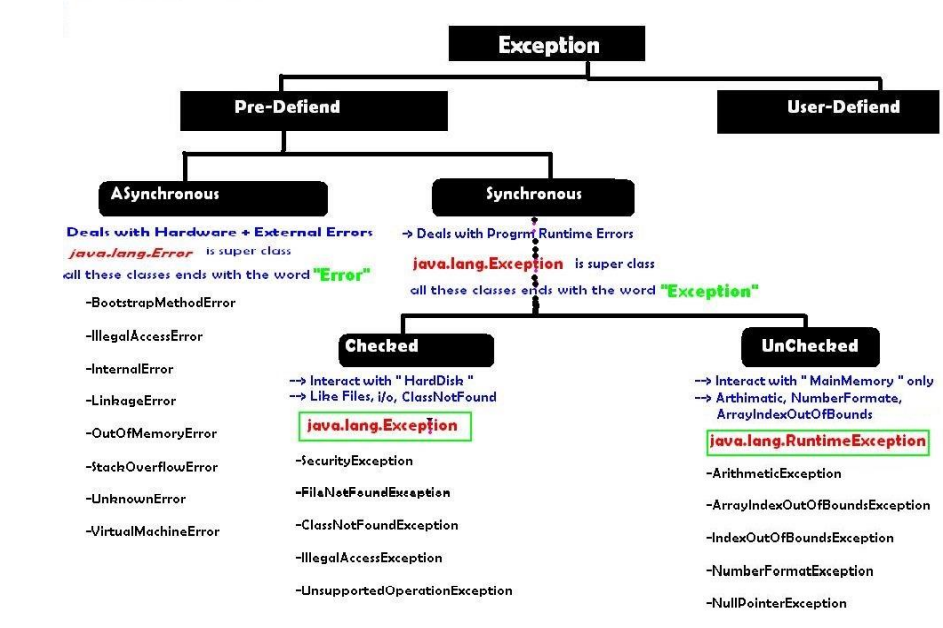 Exception
Pre-Defiend
User-Defiend
ASynchronous
Deals with Hardware + External Errors
java.lang.Error is super class
all these classes ends with the word "Error"
-BootstrapMethodError
-IllegalAccessError
-InternalError
-LinkageError
-OutOfMemoryError
-StackOverflowError
-UnknownError
-VirtualMachineError
Synchronous
-> Deals with Progrm Runtime Errors
java.lang.Exception is super class
all these classes ends with the word "Exception"
Checked
--> Interact with " HardDisk "
--> Like Files, i/o, ClassNotFound
java.lang.Exception
-SecurityException
-FileNotFoundException
-ClassNotFoundException
-IllegalAccessException
-UnsupportedOperationException
UnChecked
--> Interact with " MainMemory " only
--> Arthimatic, NumberFormate,
ArrayIndexOutOfBounds
java.lang.RuntimeException
-ArithmeticException
-ArrayIndexOutOfBoundsException
-IndexOutOfBoundsException
-NumberFormatException
-NullPointerException